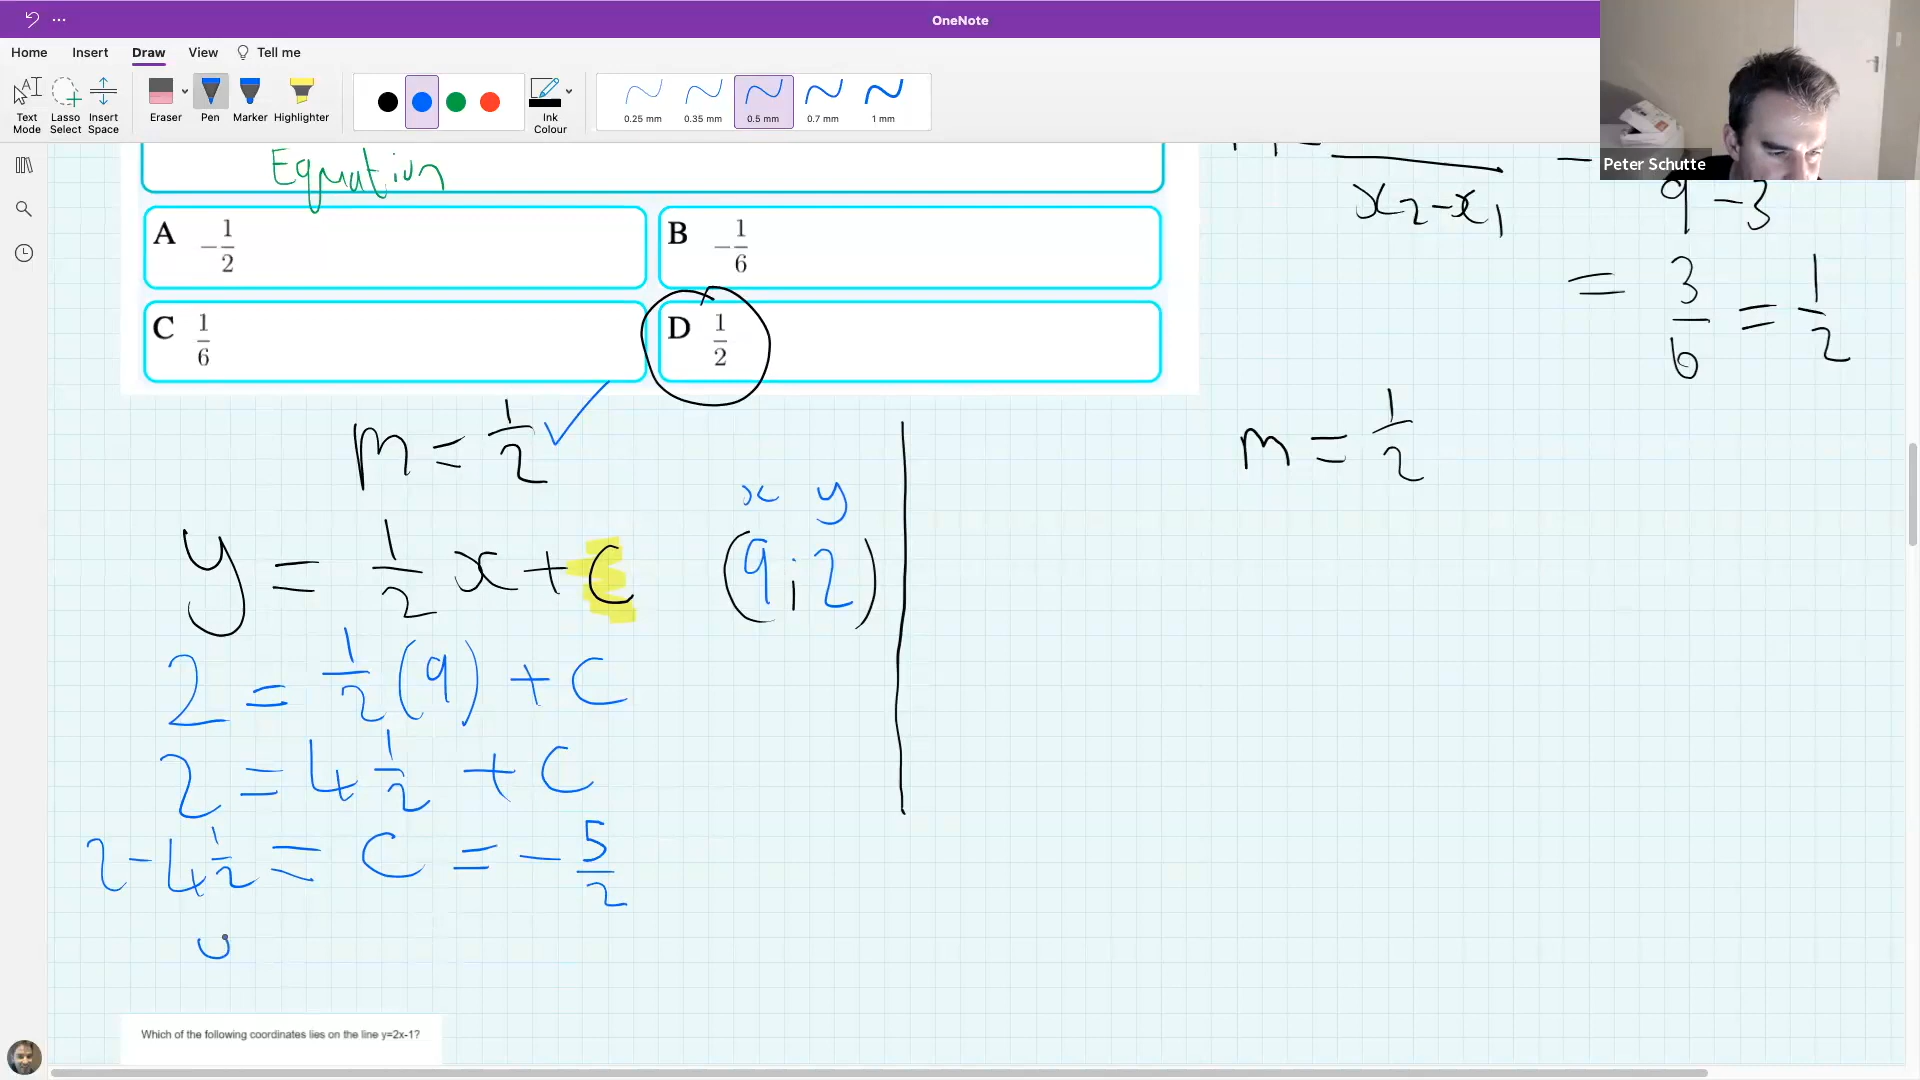 OneNote
Home Insert Draw View Tell me
Text Mode
Lasso Select
Insert Space
Eraser
Pen
Marker
Highlighter
Ink Colour
0.25 mm
0.35 mm
0.5 mm
0.7 mm
1 mm
Peter Schutte
Equation
A -1/2
B -1/6
C 1/6
D 1/2
x2-x1
9-3
= 3/6 = 1/2
m = 1/2
m = 1/2
x y
y = 1/2 x + c (9;2)
2 = 1/2 (9) + C
2 = 4 1/2 + C
2 - 4 1/2 = C = - 5/2
Which of the following coordinates lies on the line y=2x-1?